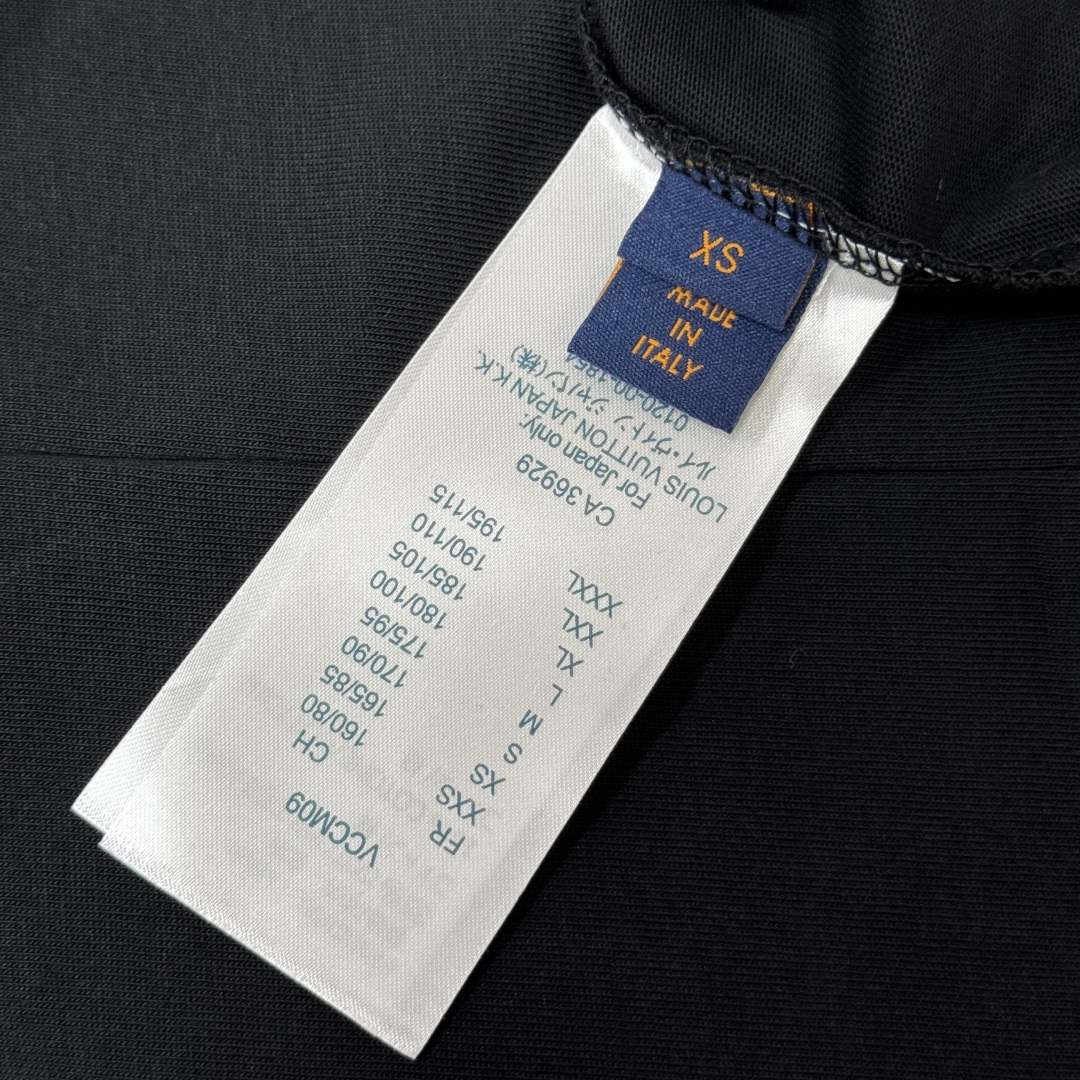 XS
MADE
IN
ITALY
VCCM09
FR CH
XXS 160/80
XS 165/85
S 170/90
M 175/95
L 180/100
XL 185/105
XXL 190/110
XXXL 195/115
CA 36929
For Japan only:
LOUIS VUITTON JAPAN K.K.
ルイ・ヴィトン ジャパン(株)
0120-00-1854